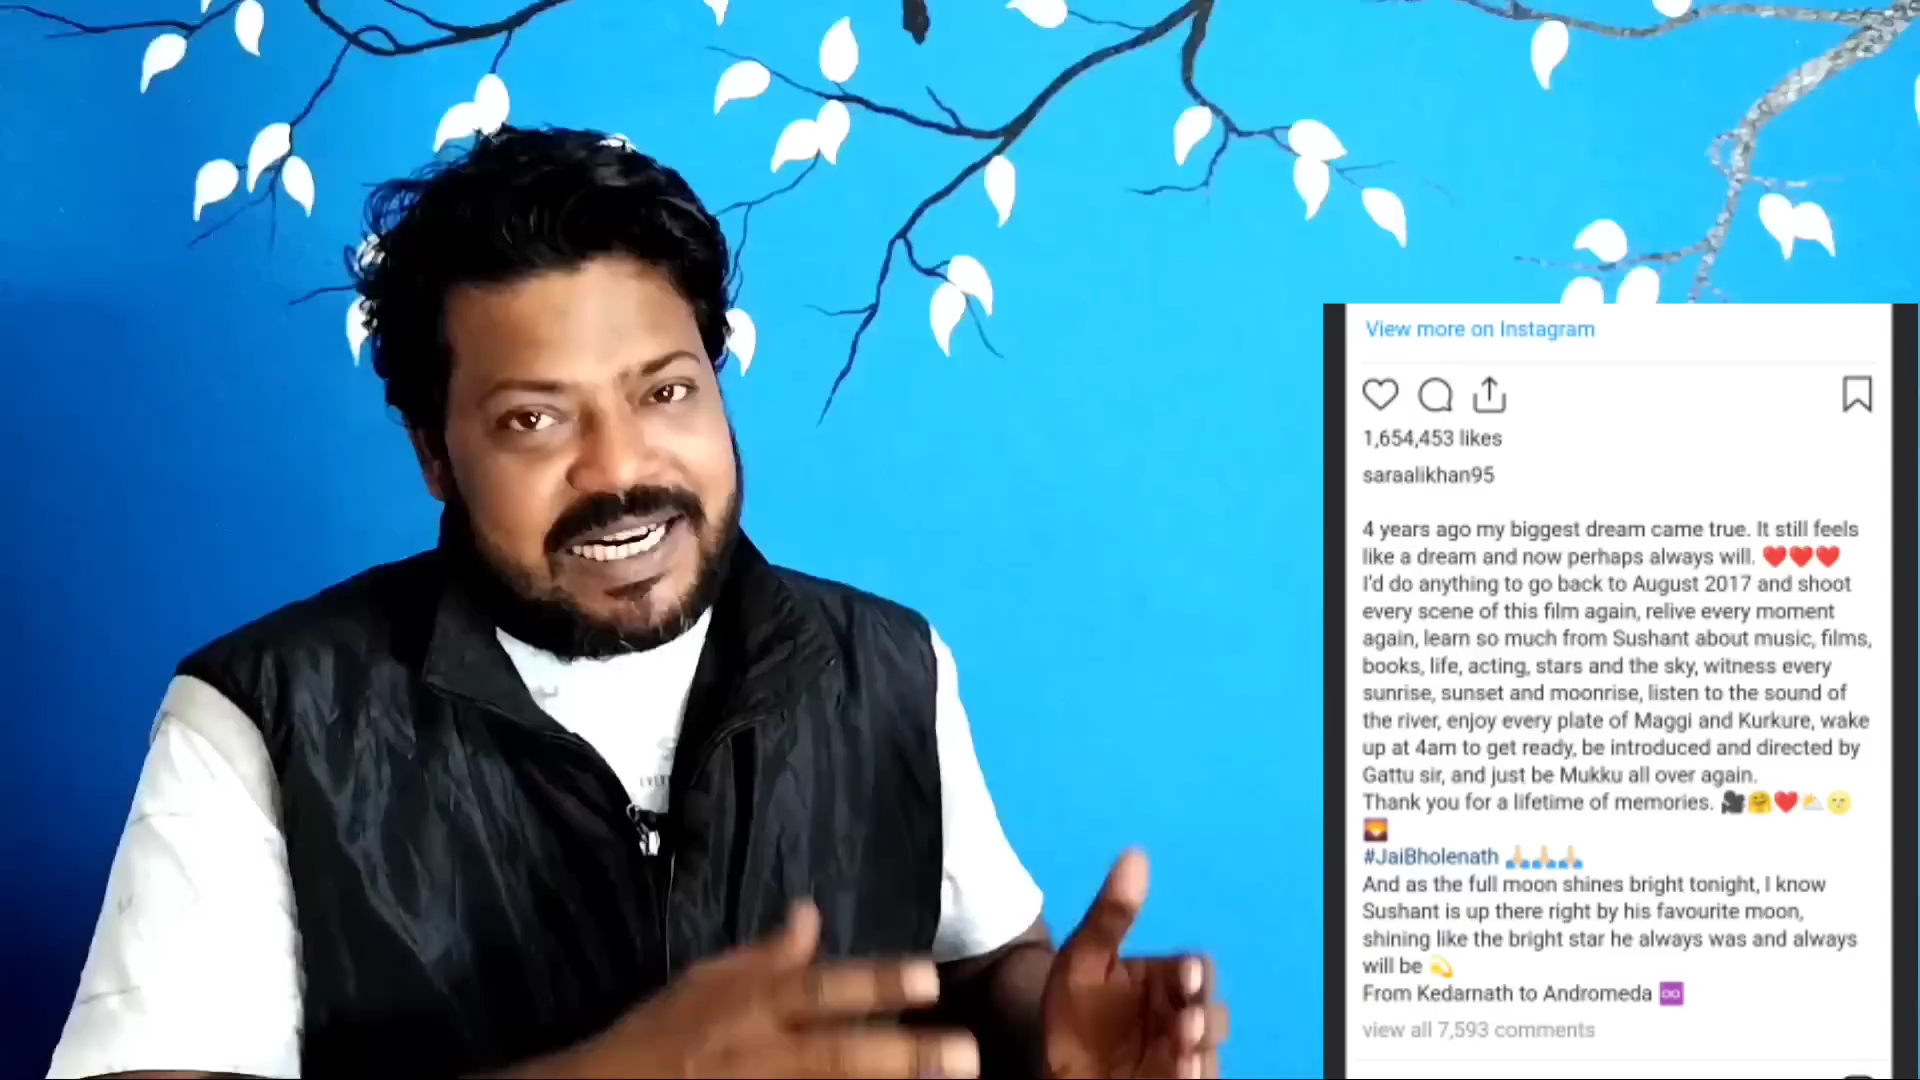 View more on Instagram
1,654,453 likes
saraalikhan95
4 years ago my biggest dream came true. It still feels
like a dream and now perhaps always will. ❤️❤️❤️
I'd do anything to go back to August 2017 and shoot
every scene of this film again, relive every moment
again, learn so much from Sushant about music, films,
books, life, acting, stars and the sky, witness every
sunrise, sunset and moonrise, listen to the sound of
the river, enjoy every plate of Maggi and Kurkure, wake
up at 4am to get ready, be introduced and directed by
Gattu sir, and just be Mukku all over again.
Thank you for a lifetime of memories. 🎥🤗❤️⛅🌝
🌄
#JaiBholenath 🙏🏻🙏🏻🙏🏻
And as the full moon shines bright tonight, I know
Sushant is up there right by his favourite moon,
shining like the bright star he always was and always
will be 💫
From Kedarnath to Andromeda ♾️
view all 7,593 comments